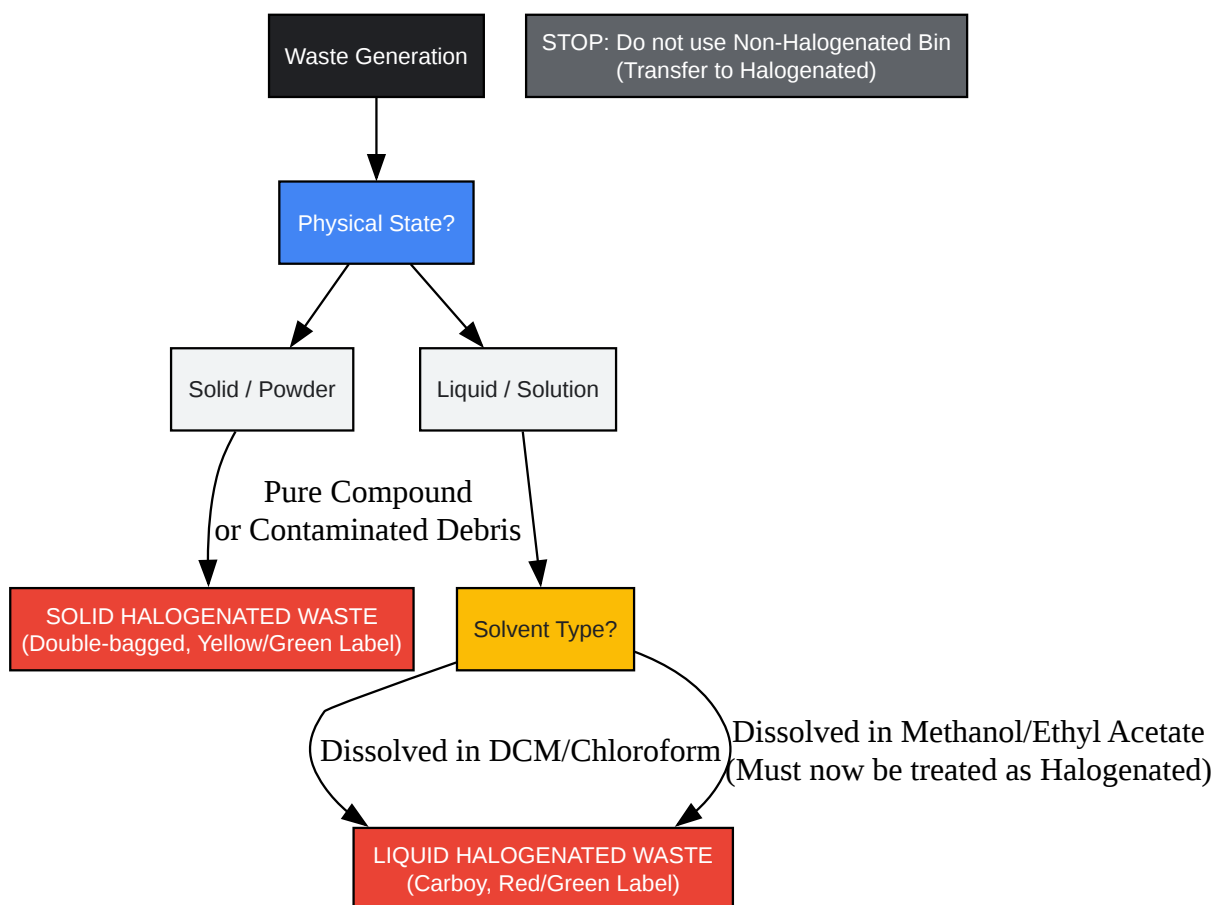 Waste Generation
STOP: Do not use Non-Halogenated Bin
(Transfer to Halogenated)
Physical State?
Solid / Powder
Liquid / Solution
Pure Compound
or Contaminated Debris
SOLID HALOGENATED WASTE
(Double-bagged, Yellow/Green Label)
Solvent Type?
Dissolved in DCM/Chloroform
Dissolved in Methanol/Ethyl Acetate
(Must now be treated as Halogenated)
LIQUID HALOGENATED WASTE
(Carboy, Red/Green Label)